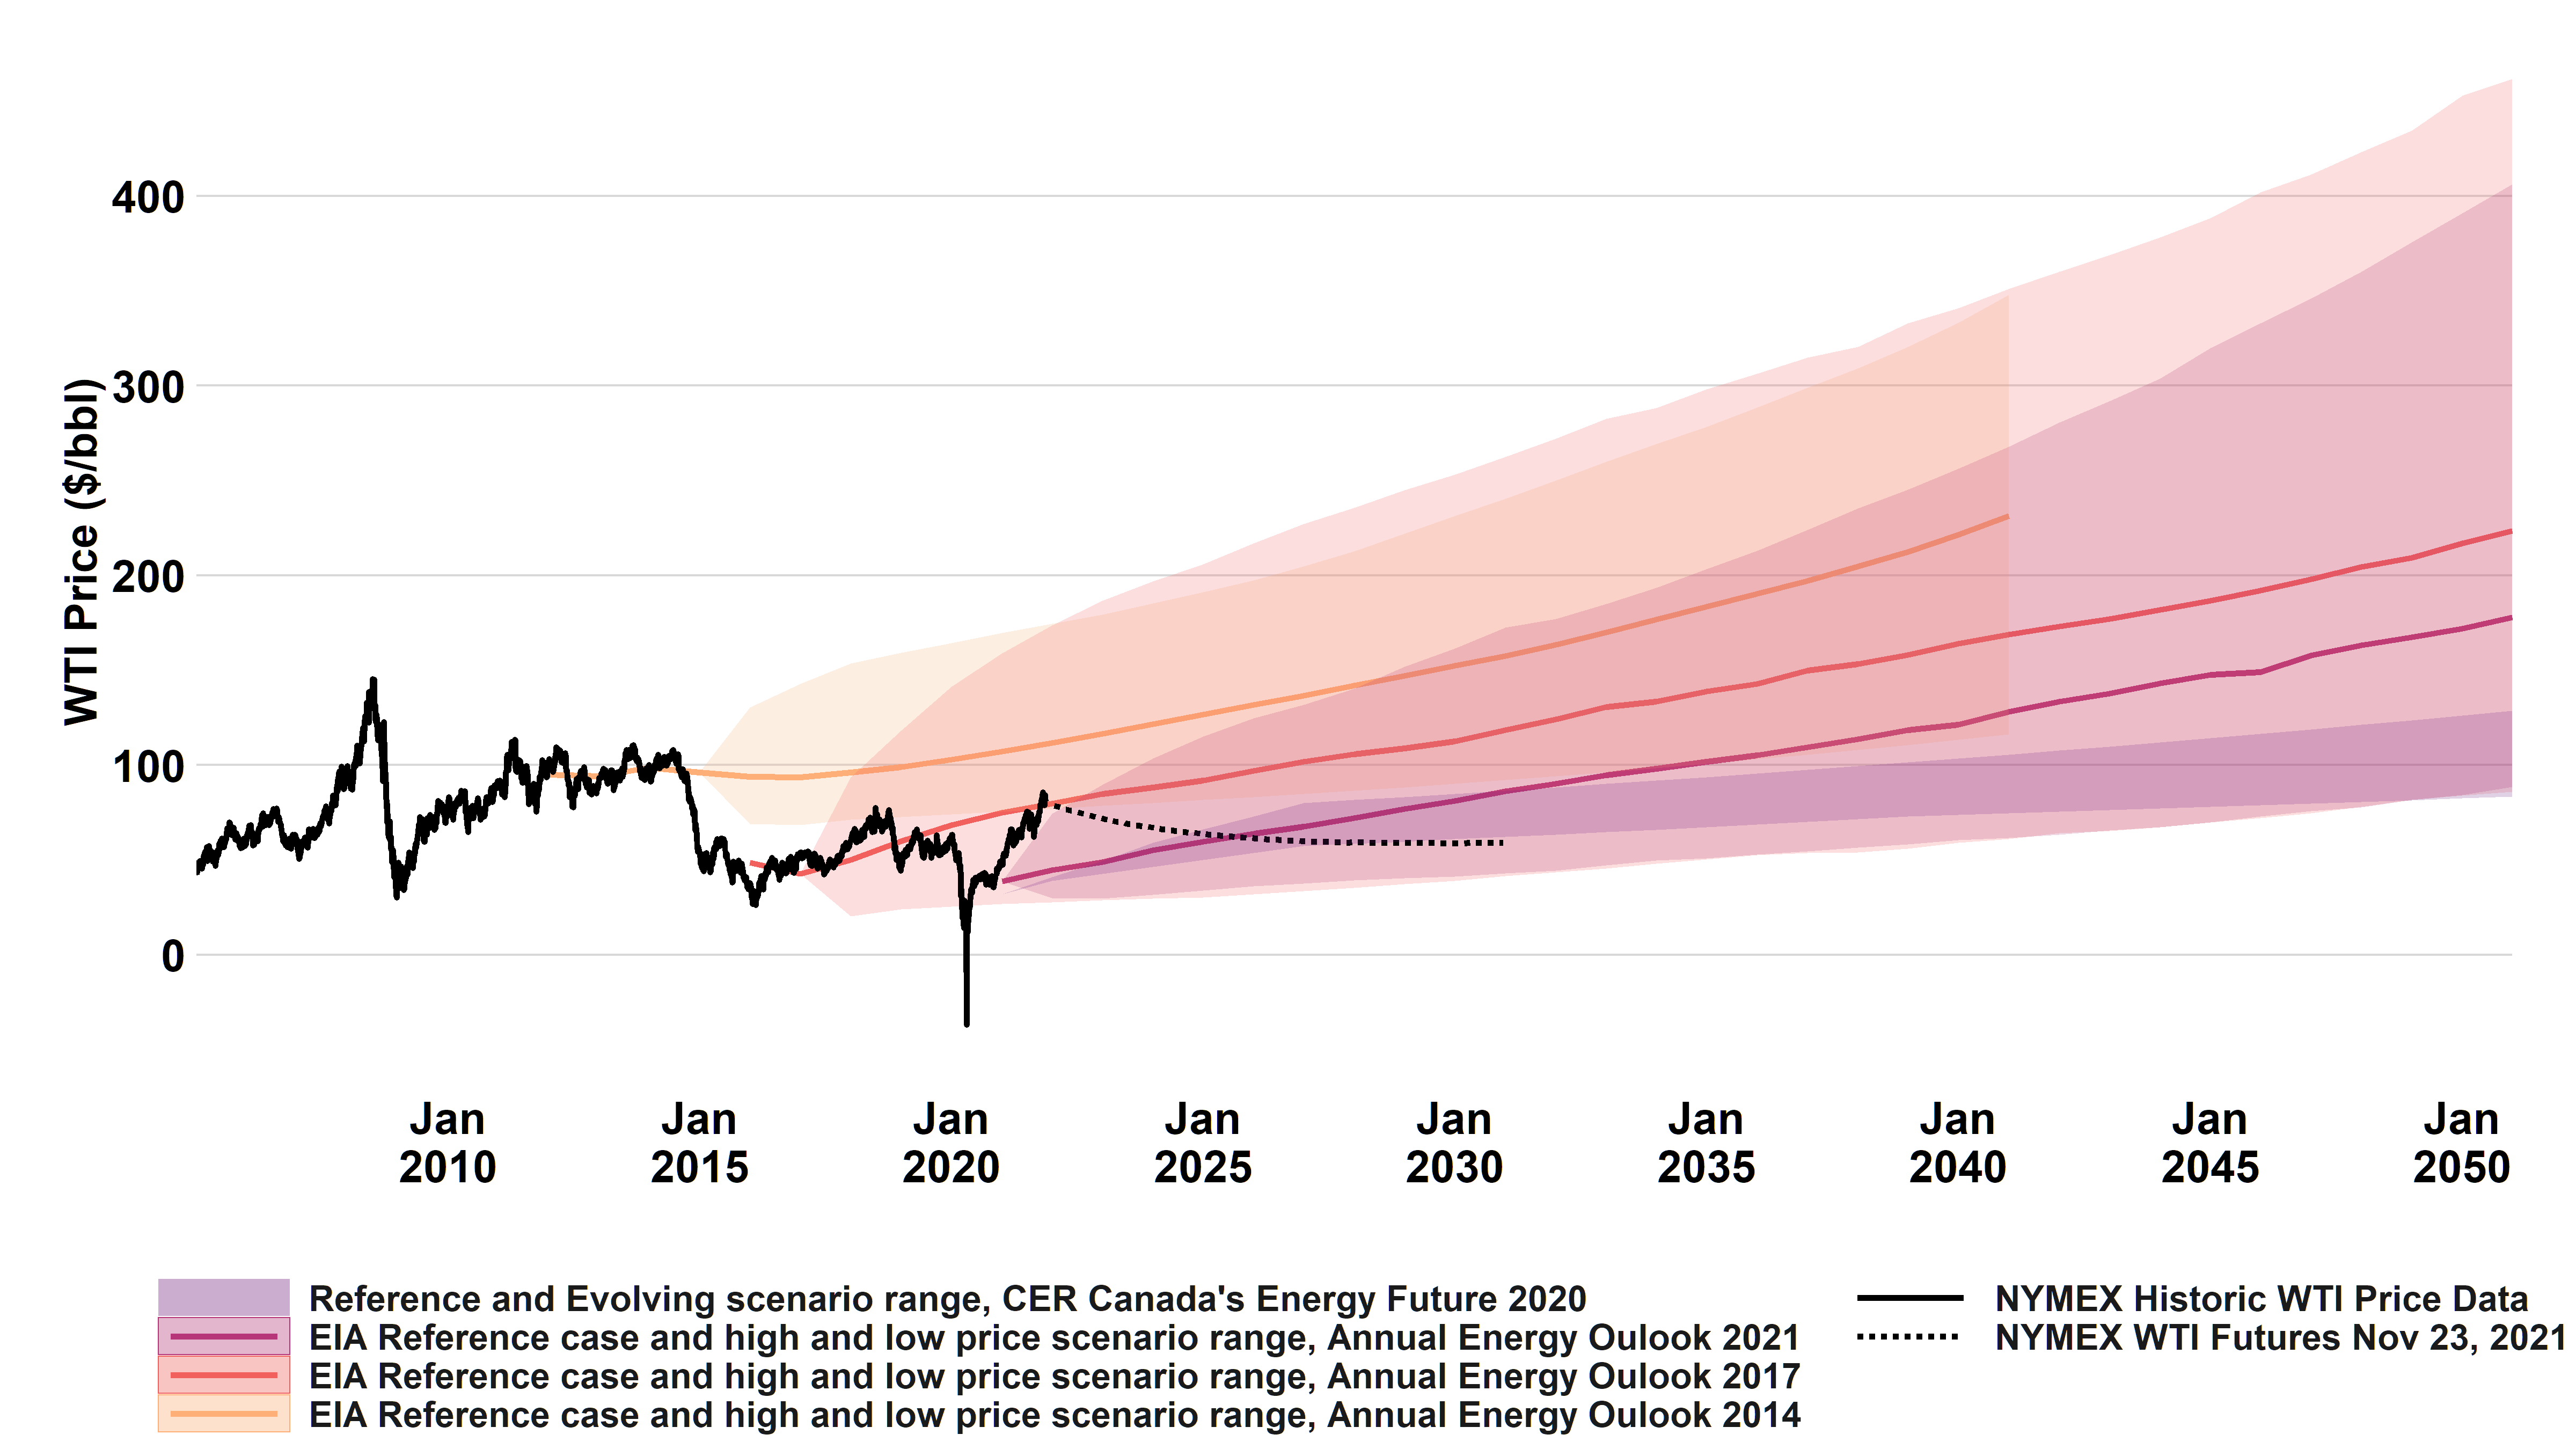 WTI Price ($/bbl)
400
300
200
100
0
Jan 2010
Jan 2015
Jan 2020
Jan 2025
Jan 2030
Jan 2035
Jan 2040
Jan 2045
Jan 2050
Reference and Evolving scenario range, CER Canada's Energy Future 2020
EIA Reference case and high and low price scenario range, Annual Energy Oulook 2021
EIA Reference case and high and low price scenario range, Annual Energy Oulook 2017
EIA Reference case and high and low price scenario range, Annual Energy Oulook 2014
NYMEX Historic WTI Price Data
NYMEX WTI Futures Nov 23, 2021